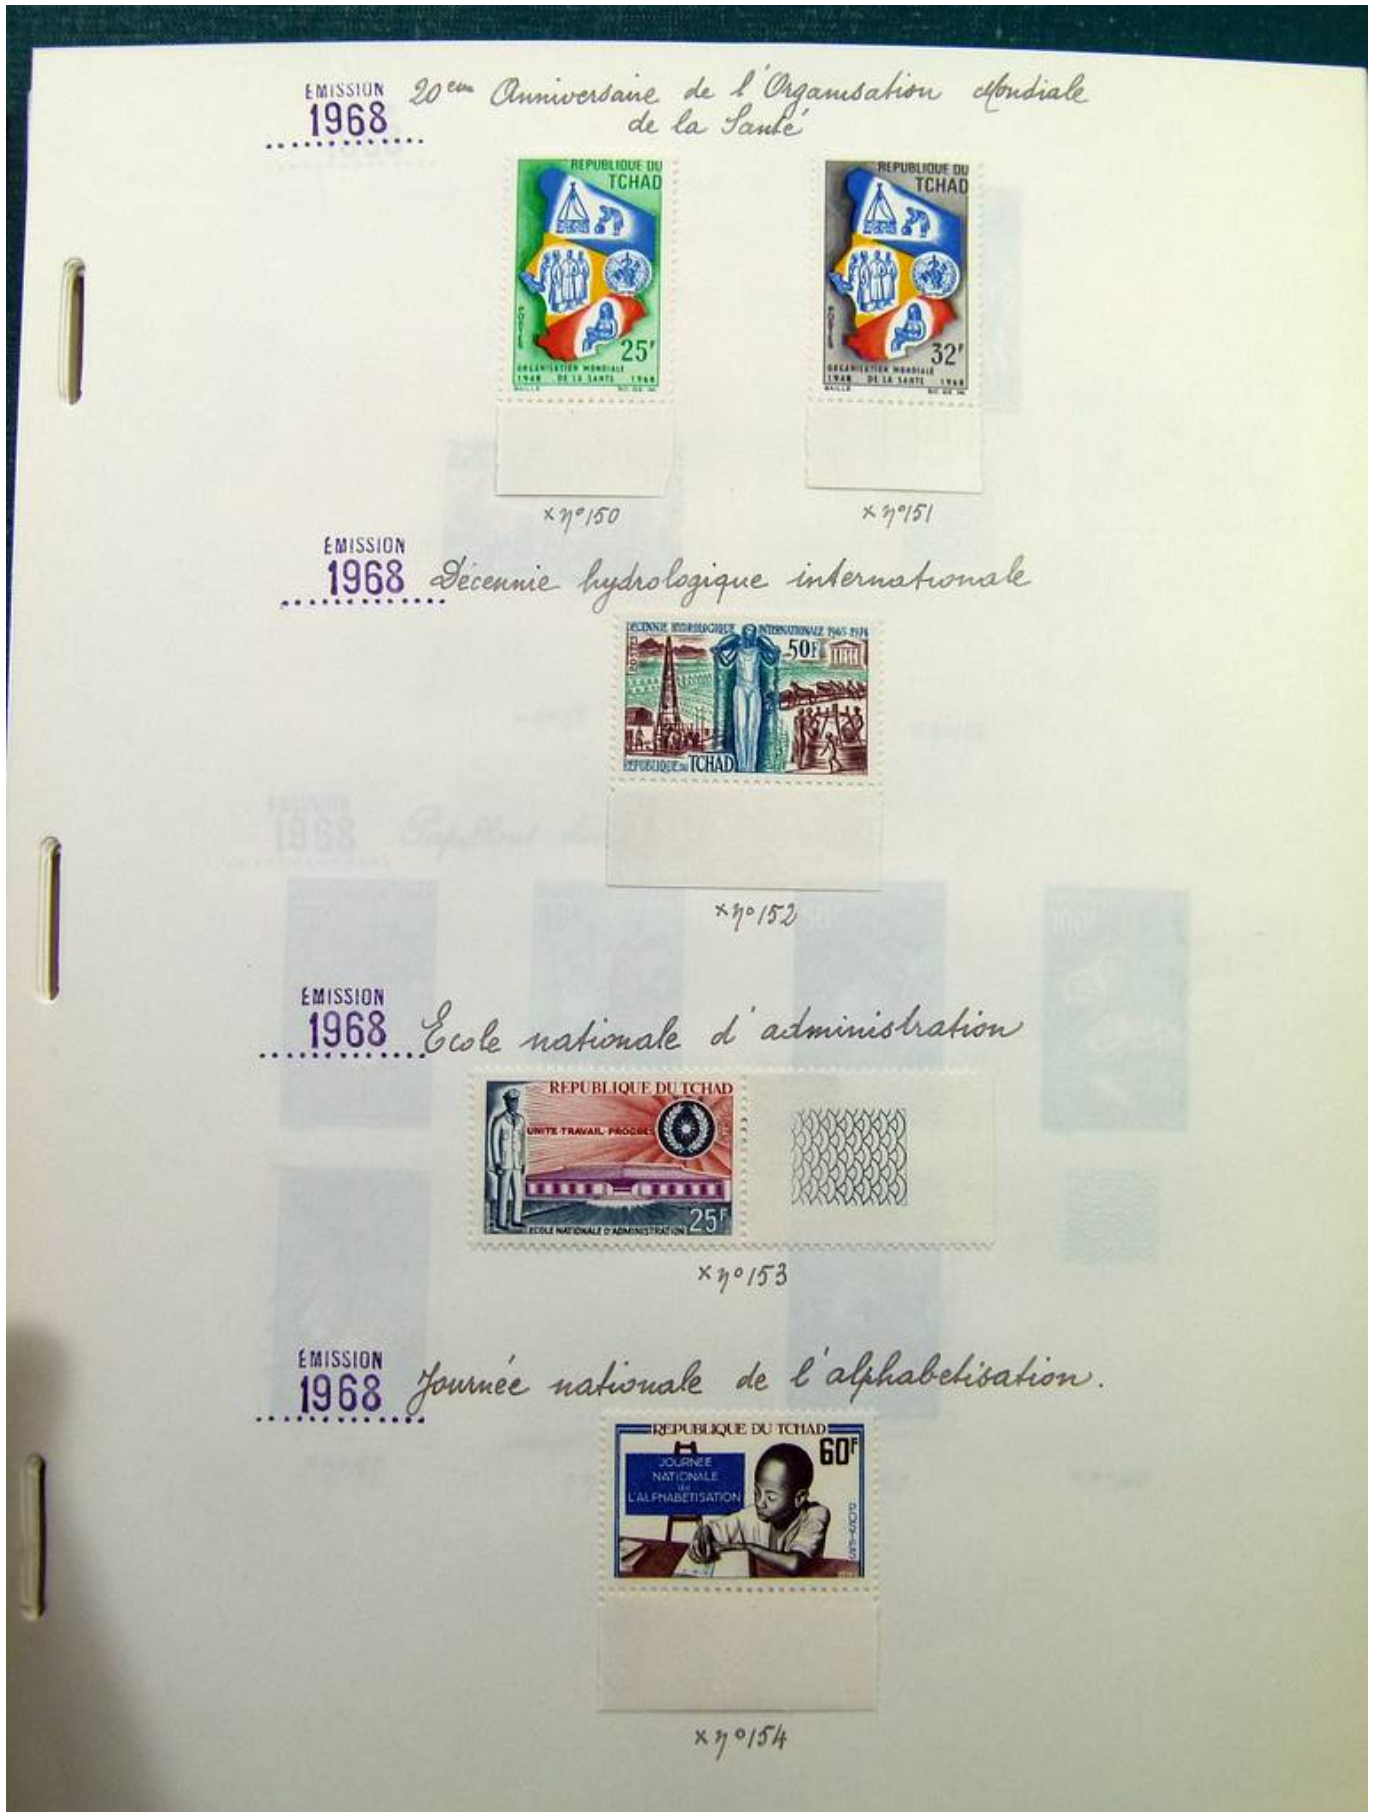 EMISSION
1968
20eme Anniversaire de l'Organisation Mondiale
de la Santé
REPUBLIQUE DU
TCHAD
POSTES
25F
ORGANISATION MONDIALE
1948 DE LA SANTE 1968
REPUBLIQUE DU
TCHAD
POSTES
32F
ORGANISATION MONDIALE
1948 DE LA SANTE 1968
x n°150
x n°151
EMISSION
1968
Décennie hydrologique internationale
DECENNIE HYDROLOGIQUE INTERNATIONALE 1965-1974
POSTES
50F
REPUBLIQUE DU TCHAD
x n°152
EMISSION
1968
École nationale d'administration
REPUBLIQUE DU TCHAD
UNITE-TRAVAIL-PROGRES
25F
ECOLE NATIONALE D'ADMINISTRATION
x n°153
EMISSION
1968
Journée nationale de l'alphabetisation.
REPUBLIQUE DU TCHAD
60F
JOURNEE
NATIONALE
de
L'ALPHABETISATION
x n°154